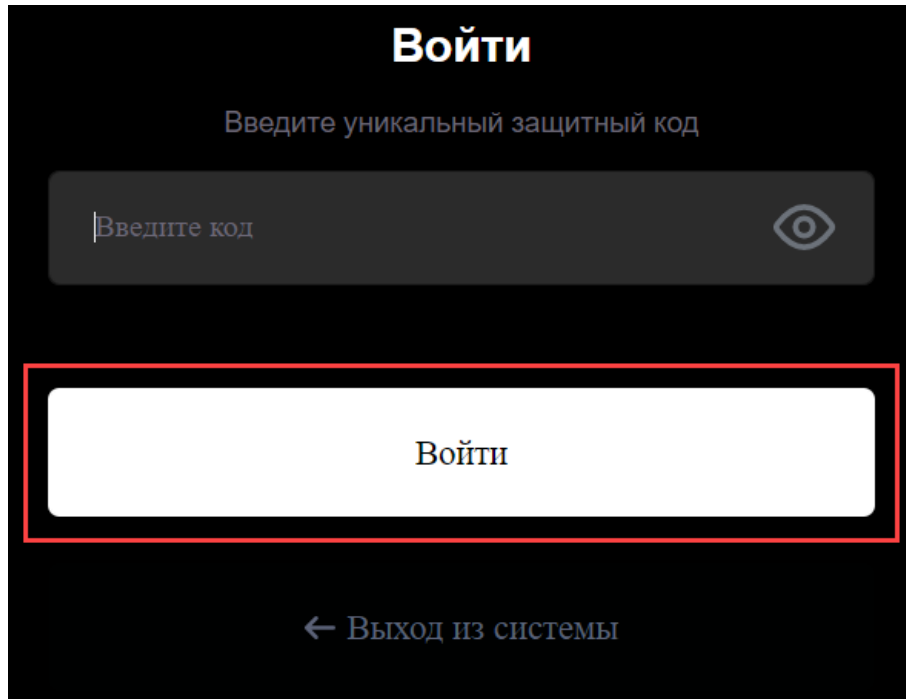 Войти
Введите уникальный защитный код
Введите код
Войти
← Выход из системы